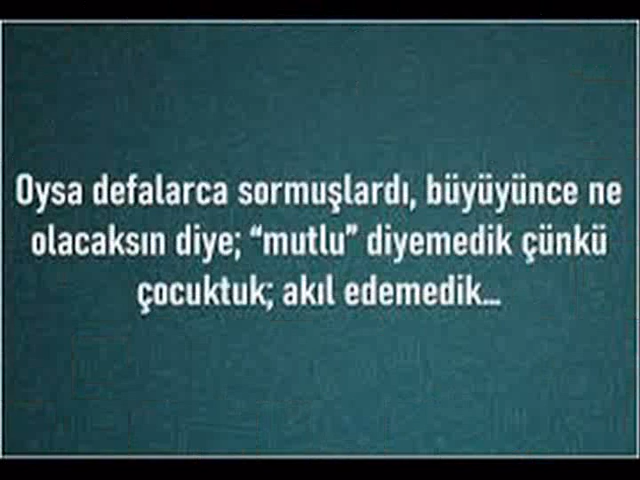 Oysa defalarca sormuşlardı, büyüyünce ne
olacaksın diye; “mutlu” diyemedik çünkü
çocuktuk; akıl edemedik...